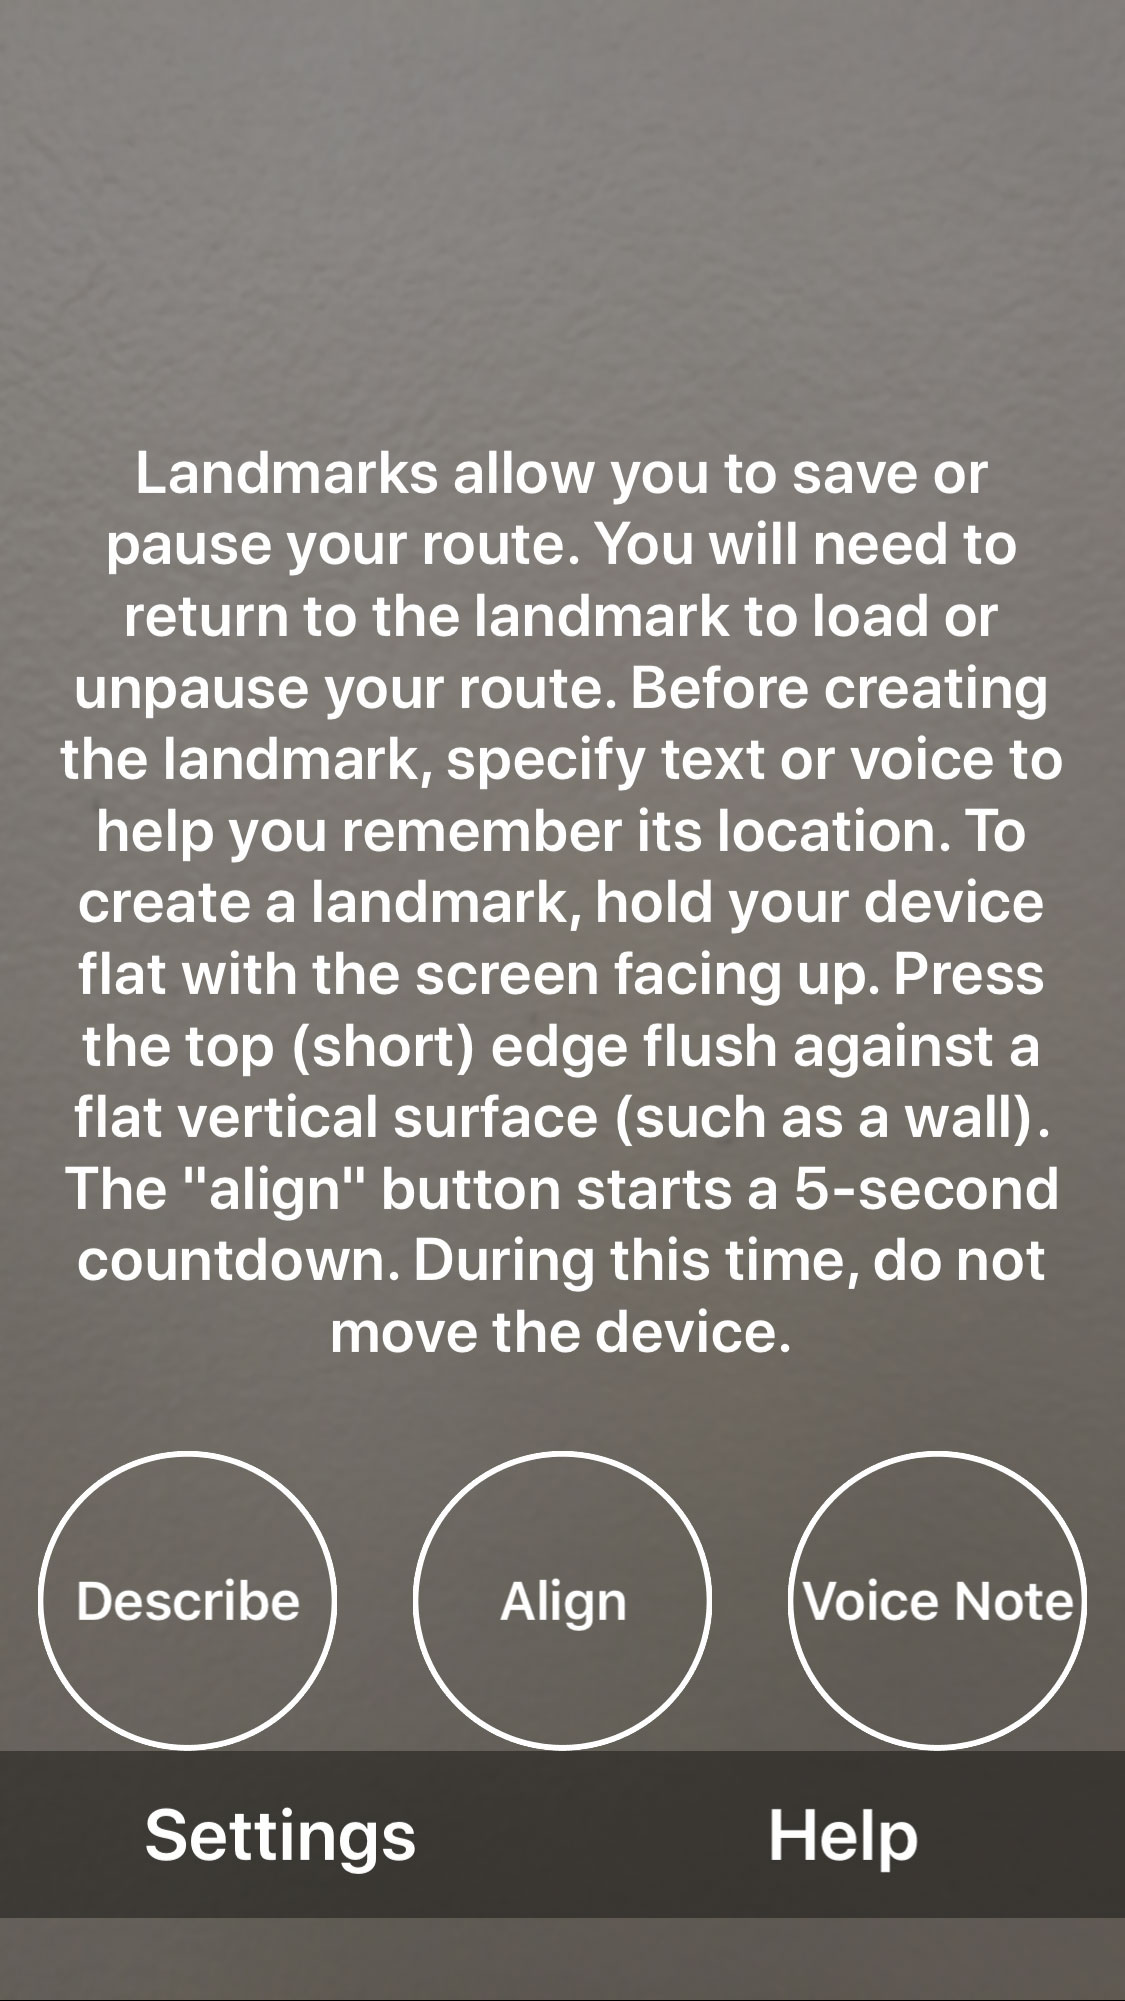 Landmarks allow you to save or
pause your route. You will need to
return to the landmark to load or
unpause your route. Before creating
the landmark, specify text or voice to
help you remember its location. To
create a landmark, hold your device
flat with the screen facing up. Press
the top (short) edge flush against a
flat vertical surface (such as a wall).
The "align" button starts a 5-second
countdown. During this time, do not
move the device.
Describe
Align
Voice Note
Settings
Help